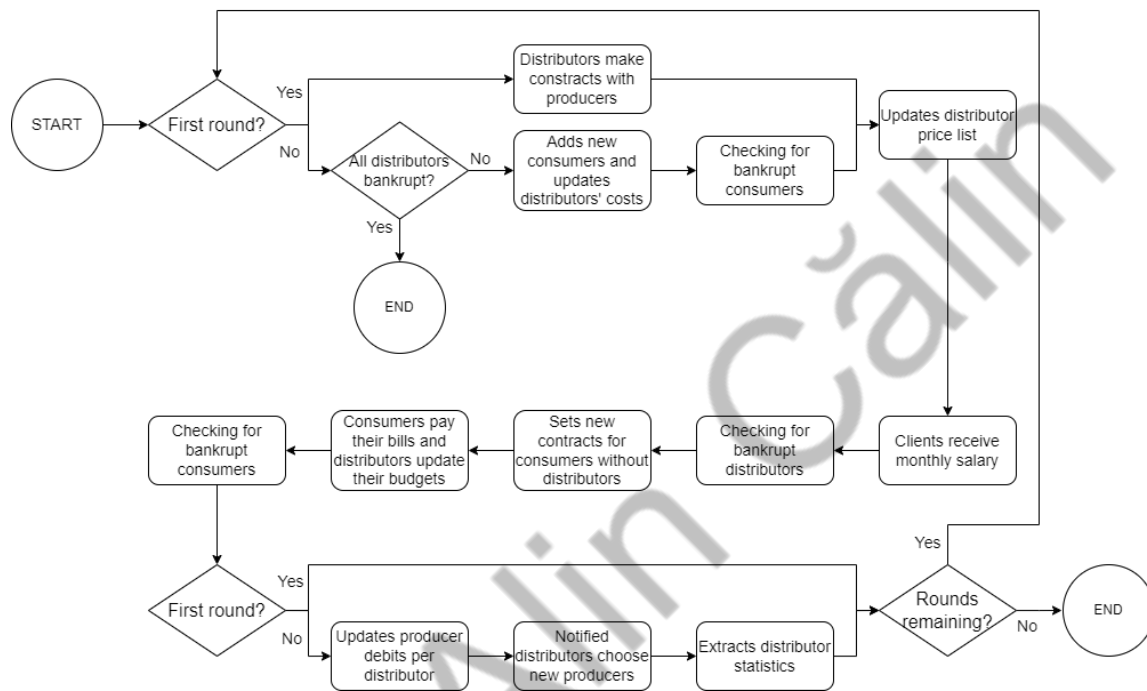 START
First round?
Yes
No
Distributors make
constracts with
producers
All distributors
bankrupt?
No
Yes
END
Adds new
consumers and
updates
distributors' costs
Checking for
bankrupt
consumers
Updates distributor
price list
Clients receive
monthly salary
Checking for
bankrupt
distributors
Sets new
contracts for
consumers without
distributors
Consumers pay
their bills and
distributors update
their budgets
Checking for
bankrupt
consumers
First round?
Yes
No
Updates producer
debits per
distributor
Notified
distributors choose
new producers
Extracts distributor
statistics
Rounds
remaining?
Yes
No
END
Alin Călin